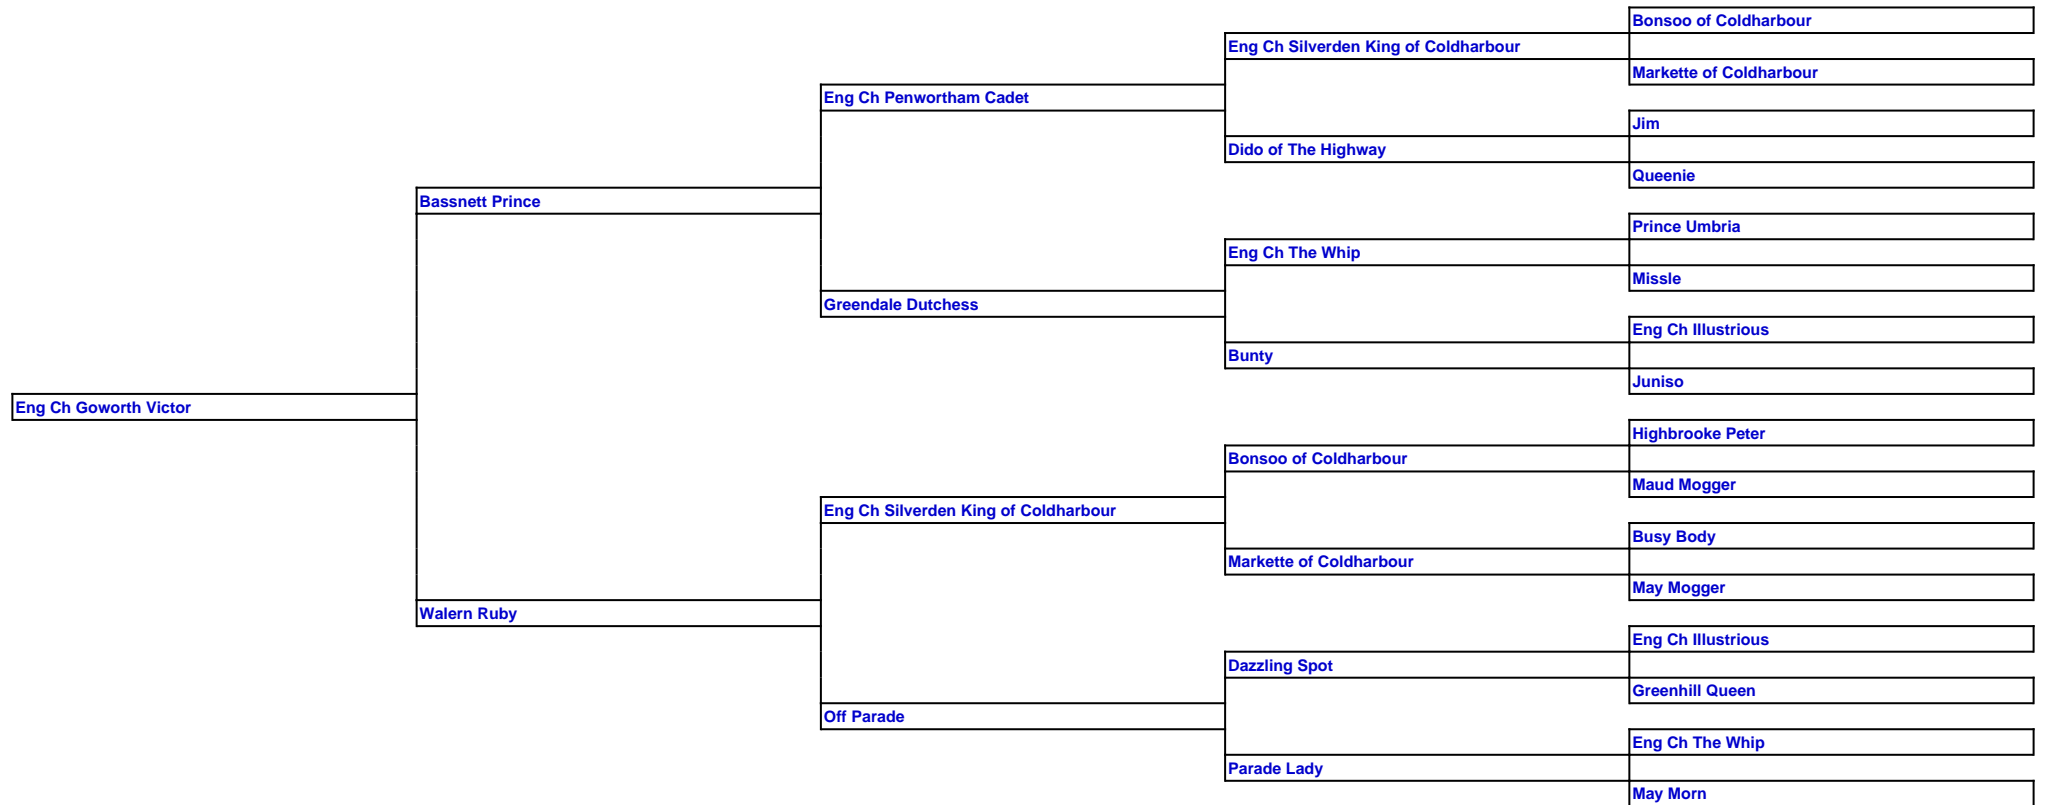 Bonsoo of Coldharbour
Eng Ch Silverden King of Coldharbour
Markette of Coldharbour
Eng Ch Penwortham Cadet
Jim
Dido of The Highway
Queenie
Bassnett Prince
Prince Umbria
Eng Ch The Whip
Missle
Greendale Dutchess
Eng Ch Illustrious
Bunty
Juniso
Eng Ch Goworth Victor
Highbrooke Peter
Bonsoo of Coldharbour
Maud Mogger
Eng Ch Silverden King of Coldharbour
Busy Body
Markette of Coldharbour
May Mogger
Walern Ruby
Eng Ch Illustrious
Dazzling Spot
Greenhill Queen
Off Parade
Eng Ch The Whip
Parade Lady
May Morn